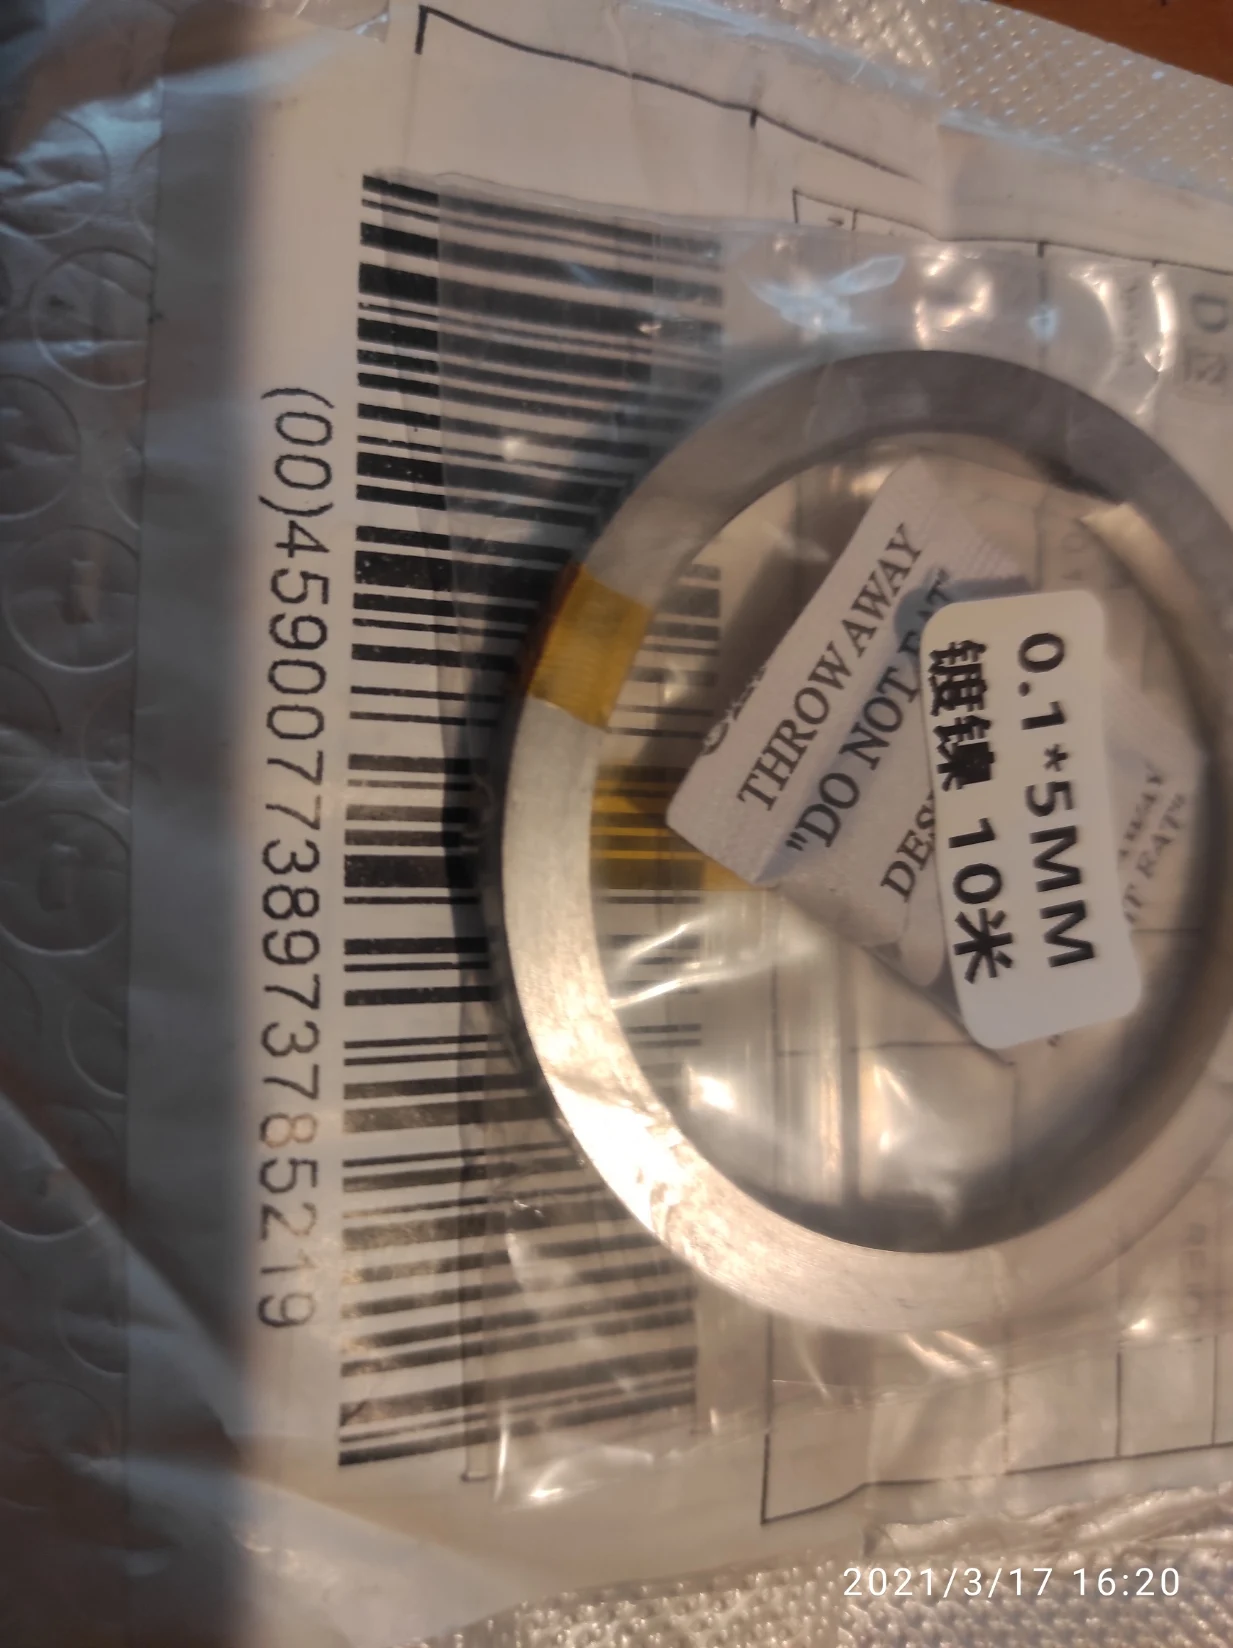 (00)459007738973785219
THROW AWAY
"DO NOT EAT"
0.1*5MM
镀镍 10米
2021/3/17 16:20